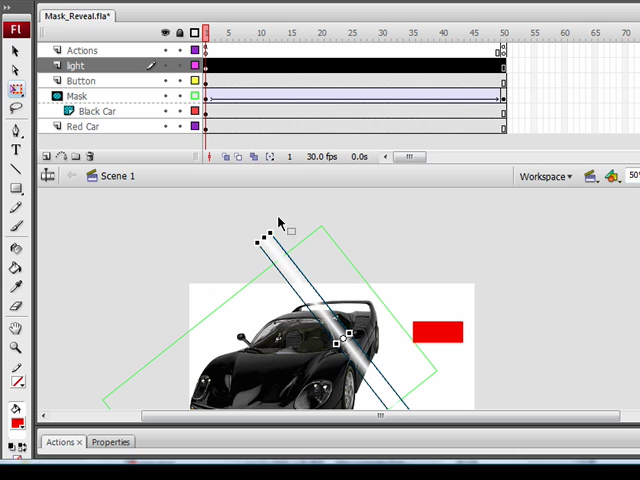 Mask_Reveal.fla*
Fl
1 5 10 15 20 25 30 35 40 45 50 55 60 65 70
Actions
light
Button
Mask
Black Car
Red Car
1 30.0 fps 0.0s
Scene 1 Workspace 50%
T
Actions Properties